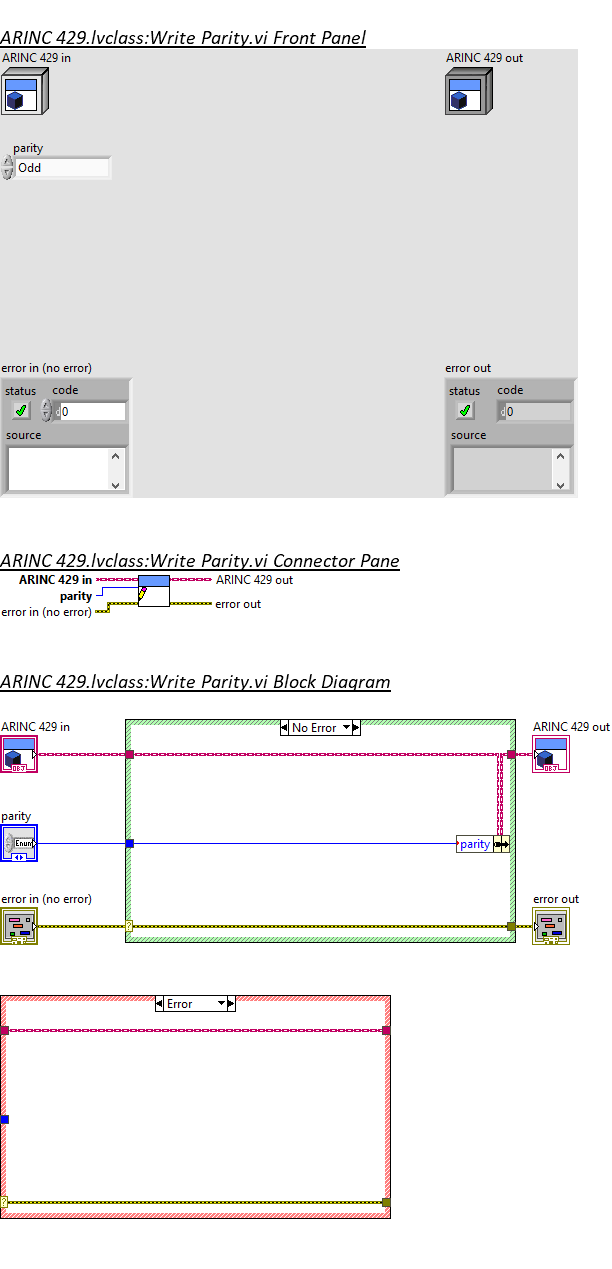 ARINC 429.lvclass:Write Parity.vi Front Panel
ARINC 429 in
ARINC 429 out
parity
Odd
error in (no error)
error out
status code
status code
d 0
d 0
source
source
ARINC 429.lvclass:Write Parity.vi Connector Pane
ARINC 429 in
ARINC 429 out
parity
error in (no error)
error out
ARINC 429.lvclass:Write Parity.vi Block Diagram
ARINC 429 in
No Error
ARINC 429 out
OBJ
OBJ
parity
Enum
parity
error in (no error)
error out
?
Error
?